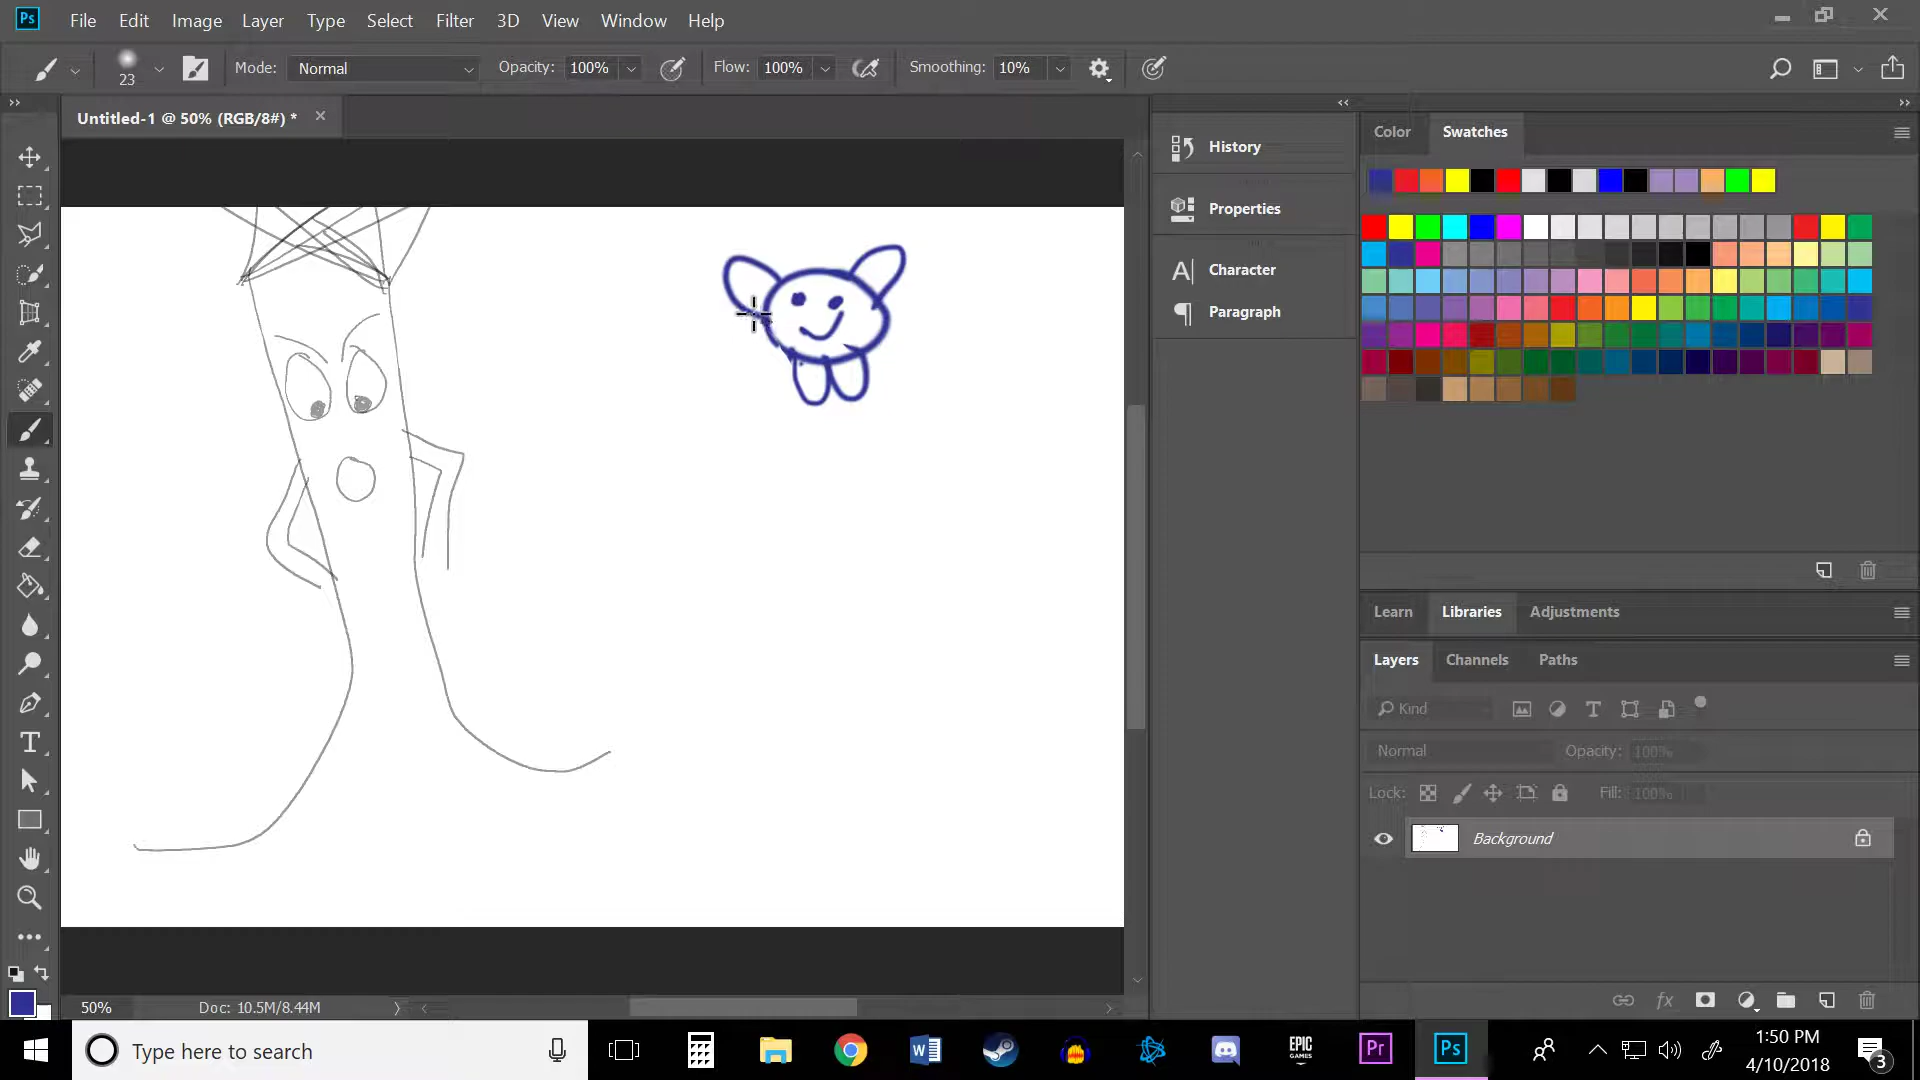 Ps File Edit Image Layer Type Select Filter 3D View Window Help
23 Mode: Normal Opacity: 100% Flow: 100% Smoothing: 10%
Untitled-1 @ 50% (RGB/8#) * ×
History
Properties
Character
Paragraph
Color Swatches
Learn Libraries Adjustments
Layers Channels Paths
Kind
Normal Opacity: 100%
Lock: Fill: 100%
Background
fx
50% Doc: 10.5M/8.44M
Type here to search
EPIC
GAMES
Pr
Ps
1:50 PM
4/10/2018
3